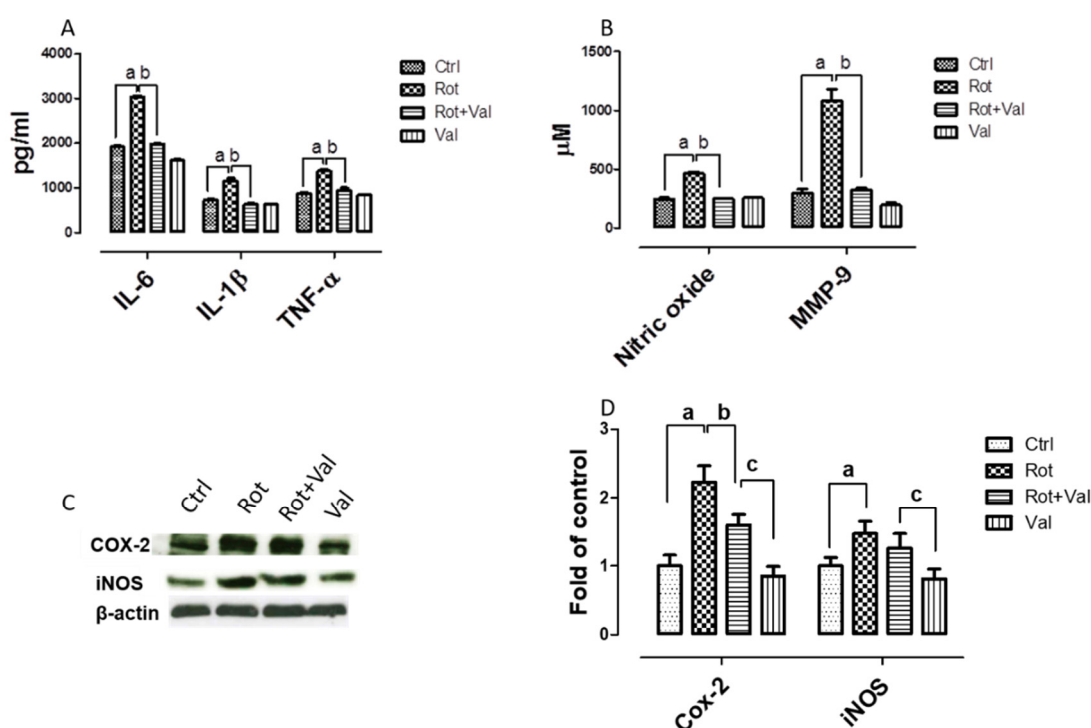 A
4000
3000
2000
1000
0
pg/ml
a b
a b
a b
IL-6
IL-1β
TNF-α
Ctrl
Rot
Rot+Val
Val
B
1500
1000
500
0
μM
a b
a b
Nitric oxide
MMP-9
Ctrl
Rot
Rot+Val
Val
C
Ctrl
Rot
Rot+Val
Val
COX-2
iNOS
β-actin
D
3
2
1
0
Fold of control
a b
c
a
c
Cox-2
iNOS
Ctrl
Rot
Rot+Val
Val